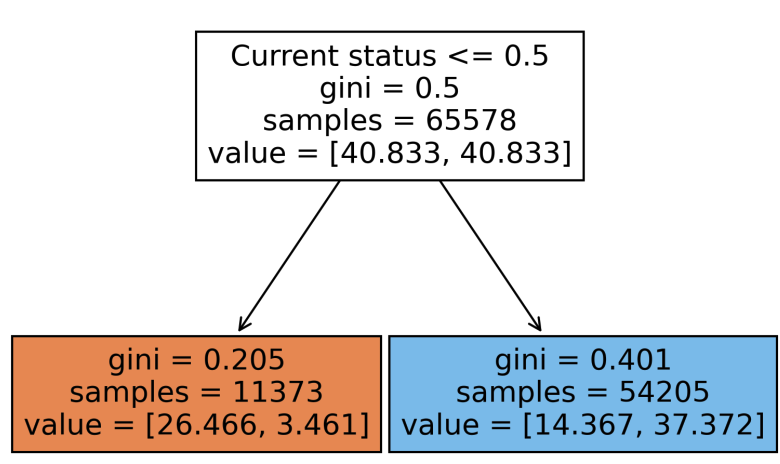 Current status <= 0.5
gini = 0.5
samples = 65578
value = [40.833, 40.833]
gini = 0.205
samples = 11373
value = [26.466, 3.461]
gini = 0.401
samples = 54205
value = [14.367, 37.372]